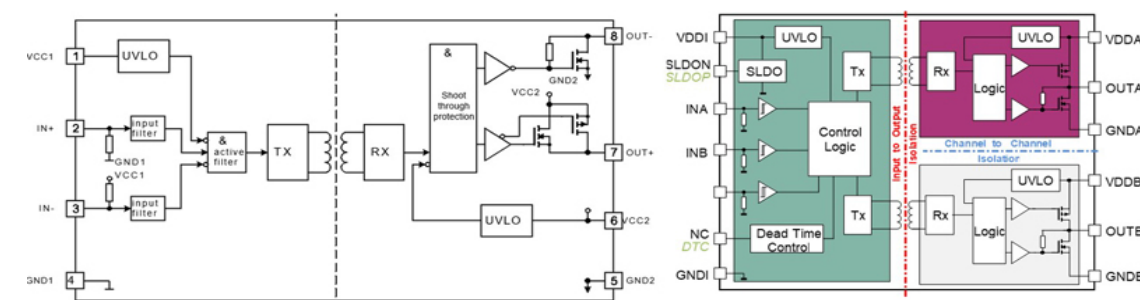 VCC1
1
UVLO
IN+
2
input
filter
GND1
VCC1
IN-
3
input
filter
GND1
4
&
active
filter
TX
RX
&
Shoot
through
protection
UVLO
GND2
VCC2
8
OUT-
7
OUT+
6
VCC2
5
GND2
VDDI
SLDON
SLDOP
INA
INB
NC
DTC
GNDI
UVLO
SLDO
Tx
Control
Logic
Tx
Dead Time
Control
Input to Output
Isolation
UVLO
Rx
Logic
VDDA
OUTA
GNDA
Channel to Channel
Isolation
UVLO
Rx
Logic
VDDB
OUTB
GNDB